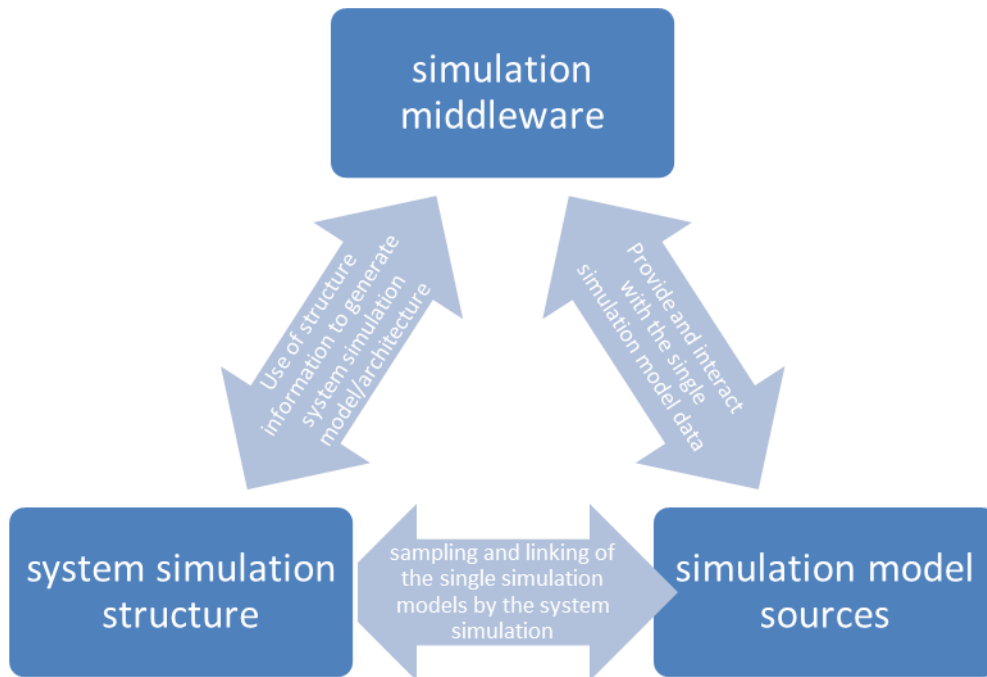 simulation
middleware
Use of structure
information to generate
system simulation
model/architecture
Provide and interact
with the single
simulation model data
system simulation
structure
sampling and linking of
the single simulation
models by the system
simulation
simulation model
sources